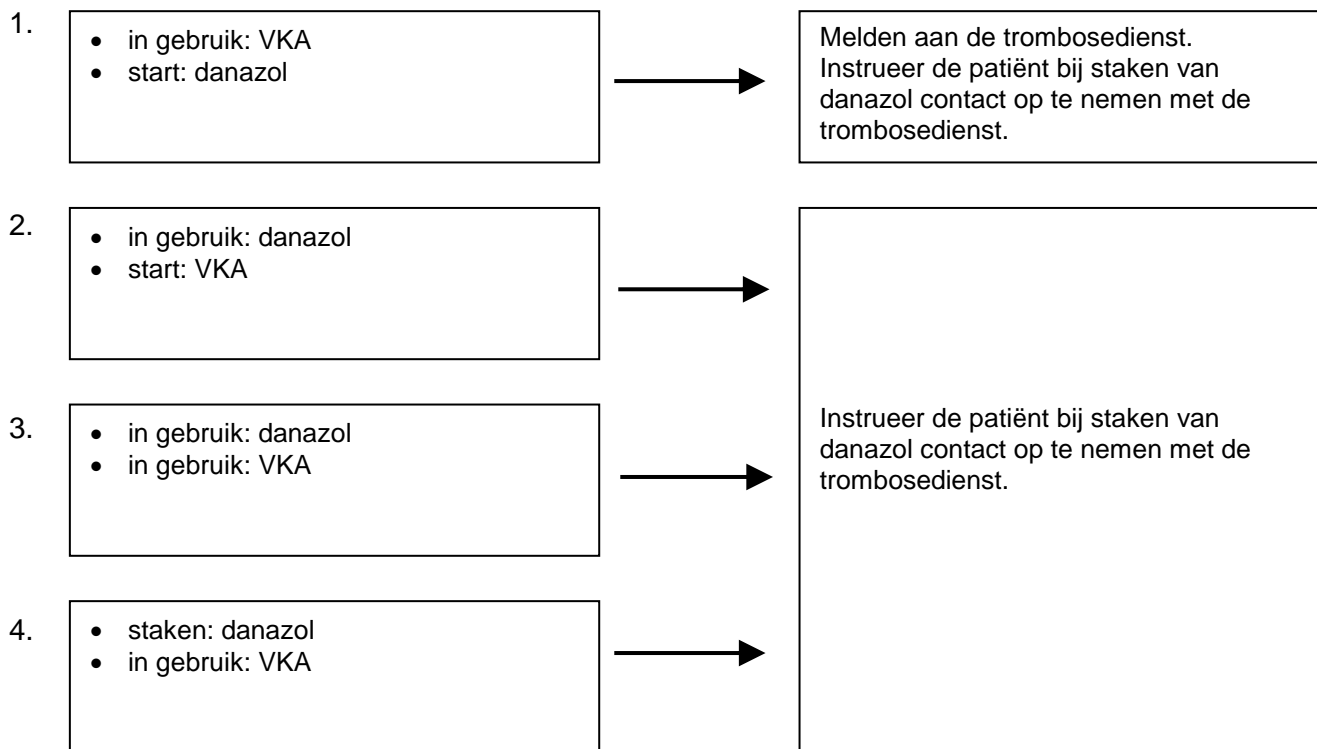 1.
• in gebruik: VKA
• start: danazol
Melden aan de trombosedienst.
Instrueer de patiënt bij staken van
danazol contact op te nemen met de
trombosedienst.
2.
• in gebruik: danazol
• start: VKA
3.
• in gebruik: danazol
• in gebruik: VKA
Instrueer de patiënt bij staken van
danazol contact op te nemen met de
trombosedienst.
4.
• staken: danazol
• in gebruik: VKA